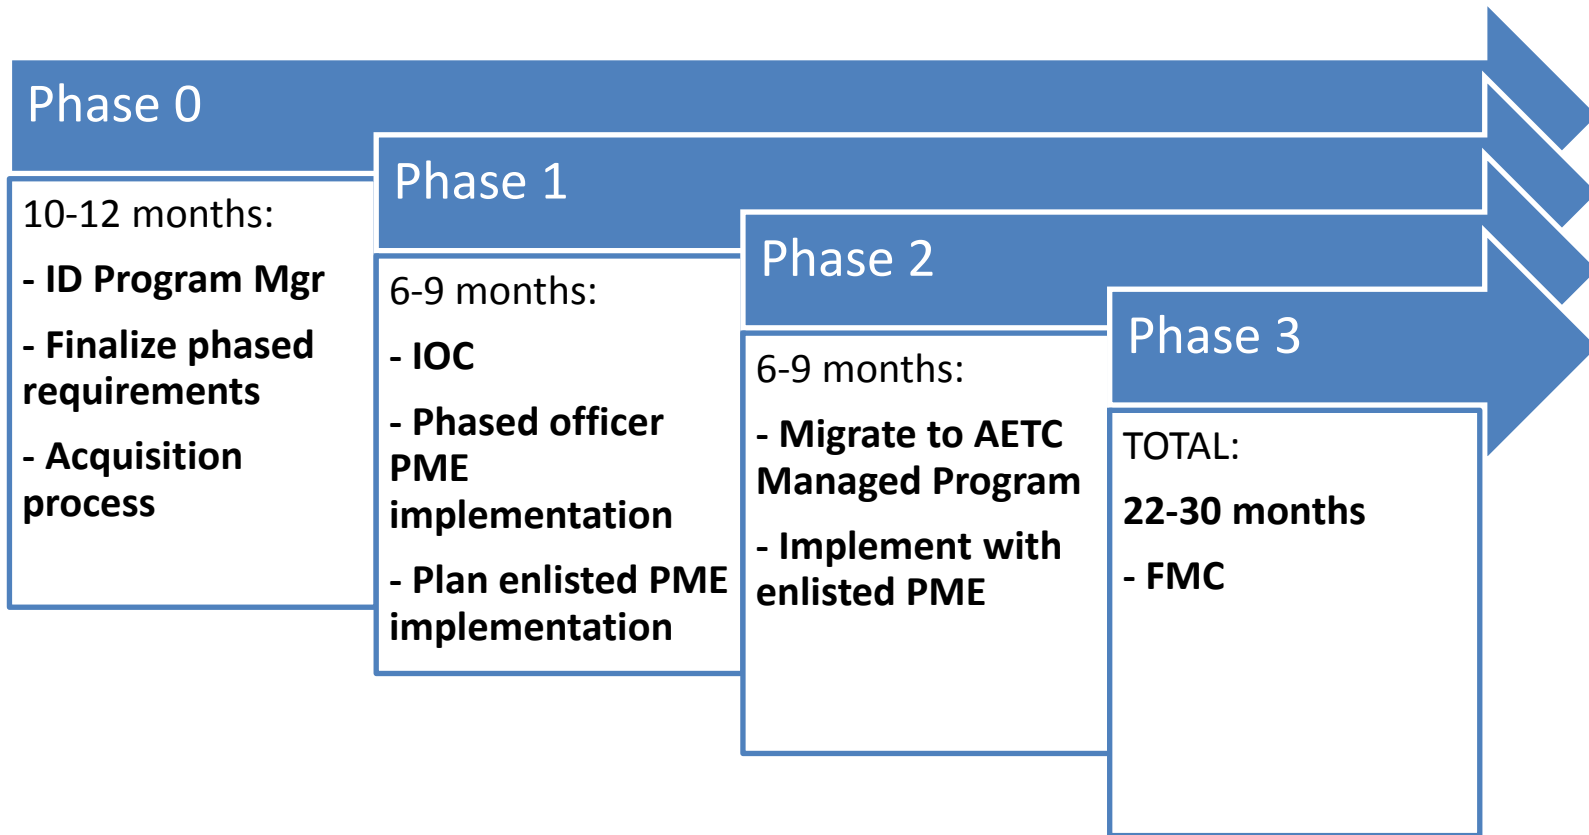 Phase 0
10-12 months:
- ID Program Mgr
- Finalize phased
requirements
- Acquisition
process
Phase 1
6-9 months:
- IOC
- Phased officer
PME
implementation
- Plan enlisted PME
implementation
Phase 2
6-9 months:
- Migrate to AETC
Managed Program
- Implement with
enlisted PME
Phase 3
TOTAL:
22-30 months
- FMC